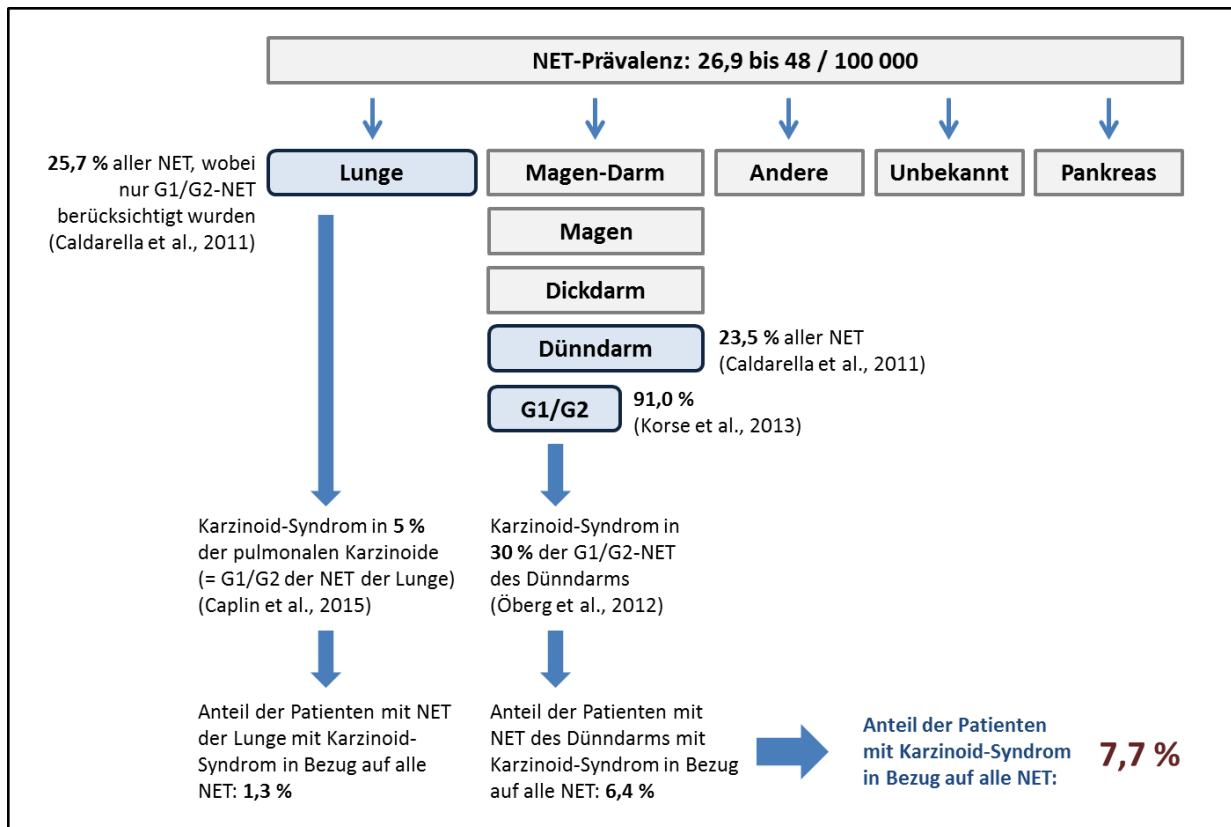 NET-Prävalenz: 26,9 bis 48 / 100 000
25,7 % aller NET, wobei
nur G1/G2-NET
berücksichtigt wurden
(Caldarella et al., 2011)
Lunge
Magen-Darm
Andere
Unbekannt
Pankreas
Magen
Dickdarm
Dünndarm
23,5 % aller NET
(Caldarella et al., 2011)
G1/G2
91,0 %
(Korse et al., 2013)
Karzinoid-Syndrom in 5 %
der pulmonalen Karzinoide
(= G1/G2 der NET der Lunge)
(Caplin et al., 2015)
Karzinoid-Syndrom in
30 % der G1/G2-NET
des Dünndarms
(Öberg et al., 2012)
Anteil der Patienten mit NET
der Lunge mit Karzinoid-
Syndrom in Bezug auf alle
NET: 1,3 %
Anteil der Patienten mit
NET des Dünndarms mit
Karzinoid-Syndrom in Bezug
auf alle NET: 6,4 %
Anteil der Patienten
mit Karzinoid-Syndrom
in Bezug auf alle NET:
7,7 %